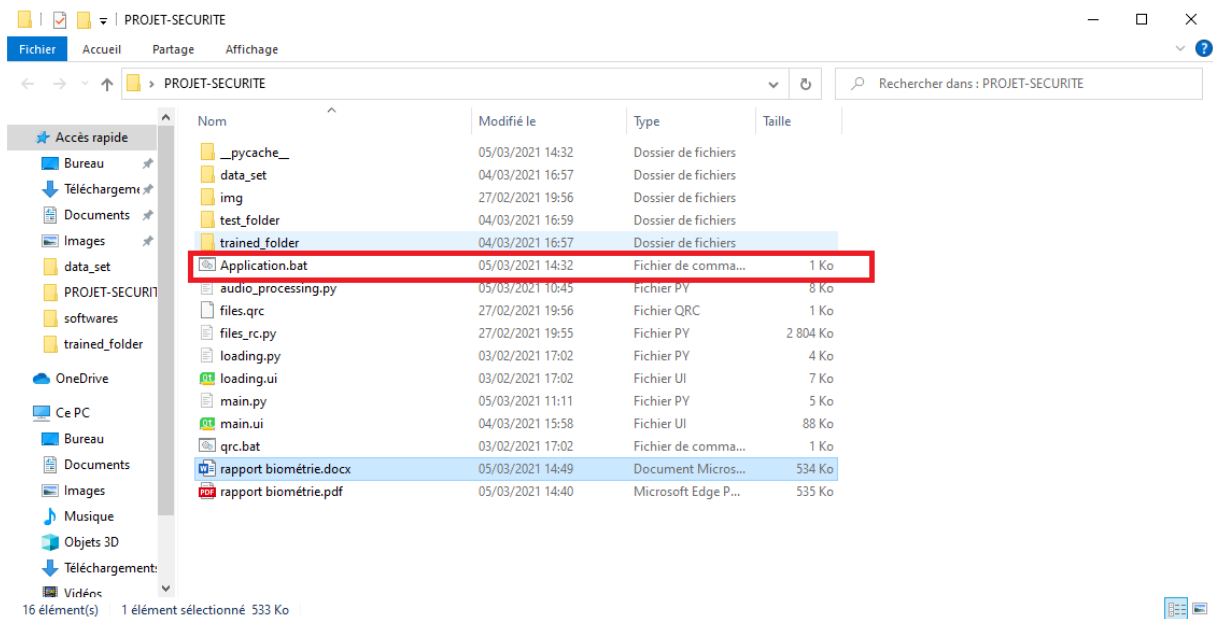 PROJET-SECURITE
Fichier Accueil Partage Affichage ?
PROJET-SECURITE Rechercher dans : PROJET-SECURITE
Accès rapide
Bureau
Téléchargeme
Documents
Images
data_set
PROJET-SECURIT
softwares
trained_folder
OneDrive
Ce PC
Bureau
Documents
Images
Musique
Objets 3D
Téléchargements
Vidéos
Nom Modifié le Type Taille
__pycache__ 05/03/2021 14:32 Dossier de fichiers
data_set 04/03/2021 16:57 Dossier de fichiers
img 27/02/2021 19:56 Dossier de fichiers
test_folder 04/03/2021 16:59 Dossier de fichiers
trained_folder 04/03/2021 16:57 Dossier de fichiers
Application.bat 05/03/2021 14:32 Fichier de comma... 1 Ko
audio_processing.py 05/03/2021 10:45 Fichier PY 8 Ko
files.qrc 27/02/2021 19:56 Fichier QRC 1 Ko
files_rc.py 27/02/2021 19:55 Fichier PY 2 804 Ko
loading.py 03/02/2021 17:02 Fichier PY 4 Ko
loading.ui 03/02/2021 17:02 Fichier UI 7 Ko
main.py 05/03/2021 11:11 Fichier PY 5 Ko
main.ui 04/03/2021 15:58 Fichier UI 88 Ko
qrc.bat 03/02/2021 17:02 Fichier de comma... 1 Ko
rapport biométrie.docx 05/03/2021 14:49 Document Micros... 534 Ko
rapport biométrie.pdf 05/03/2021 14:40 Microsoft Edge P... 535 Ko
16 élément(s) 1 élément sélectionné 533 Ko